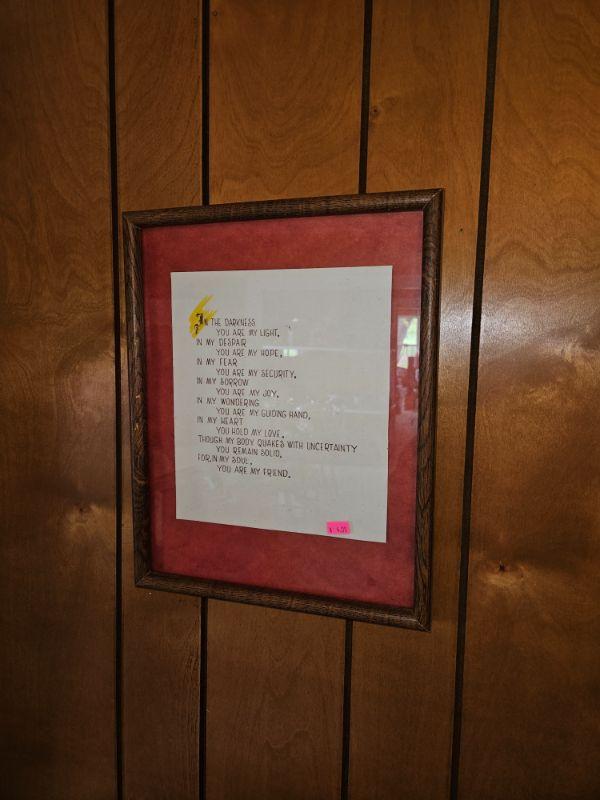 IN THE DARKNESS
YOU ARE MY LIGHT,
IN MY DESPAIR
YOU ARE MY HOPE,
IN MY FEAR
YOU ARE MY SECURITY,
IN MY SORROW
YOU ARE MY JOY,
IN MY WONDERING
YOU ARE MY GUIDING HAND,
IN MY HEART
YOU HOLD MY LOVE,
THOUGH MY BODY QUAKES WITH UNCERTAINTY
YOU REMAIN SOLID,
FOR, IN MY SOUL,
YOU ARE MY FRIEND.